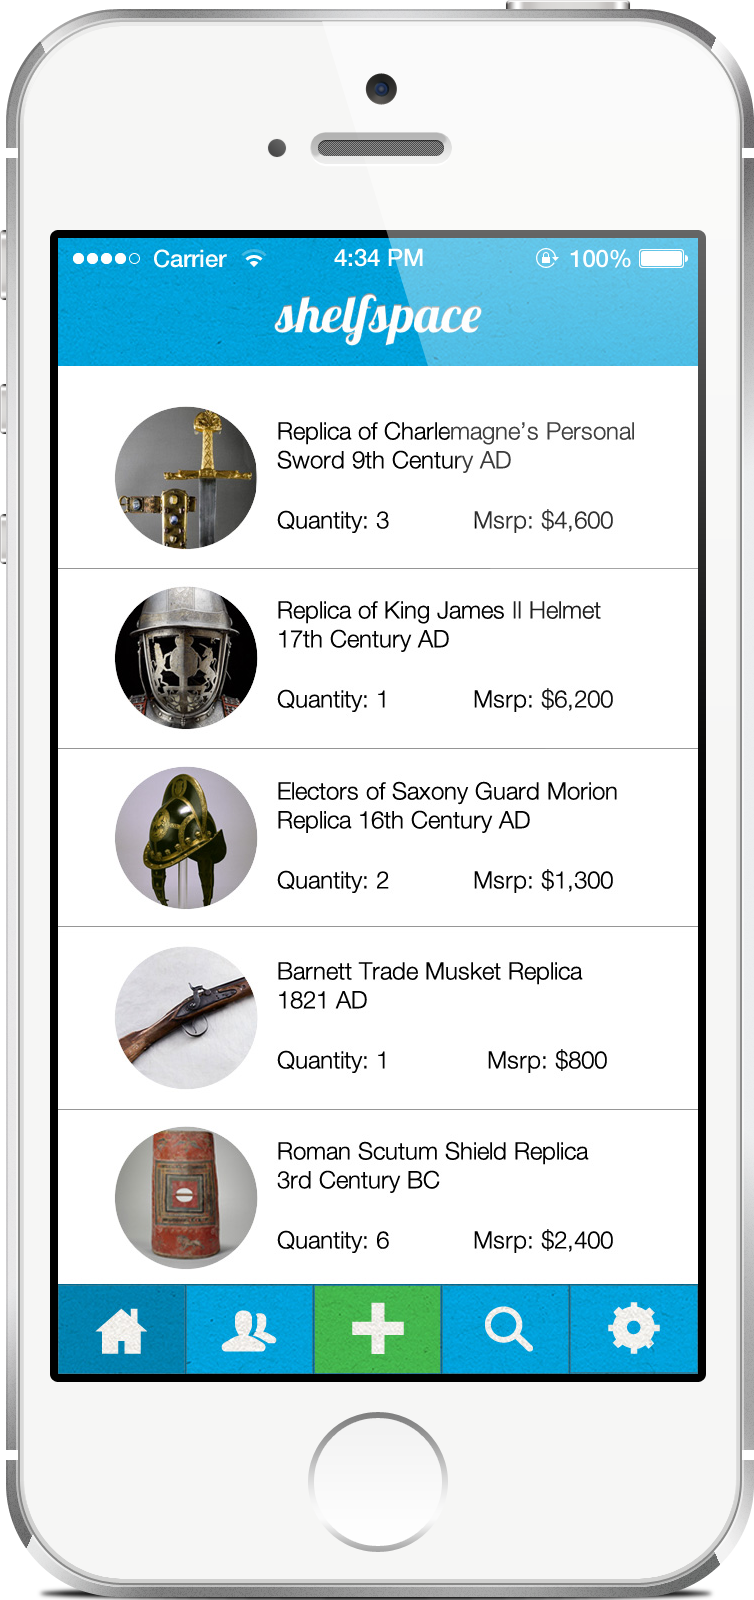 Carrier 4:34 PM 100%
shelfspace
Replica of Charlemagne's Personal
Sword 9th Century AD
Quantity: 3 Msrp: $4,600
Replica of King James II Helmet
17th Century AD
Quantity: 1 Msrp: $6,200
Electors of Saxony Guard Morion
Replica 16th Century AD
Quantity: 2 Msrp: $1,300
Barnett Trade Musket Replica
1821 AD
Quantity: 1 Msrp: $800
Roman Scutum Shield Replica
3rd Century BC
Quantity: 6 Msrp: $2,400